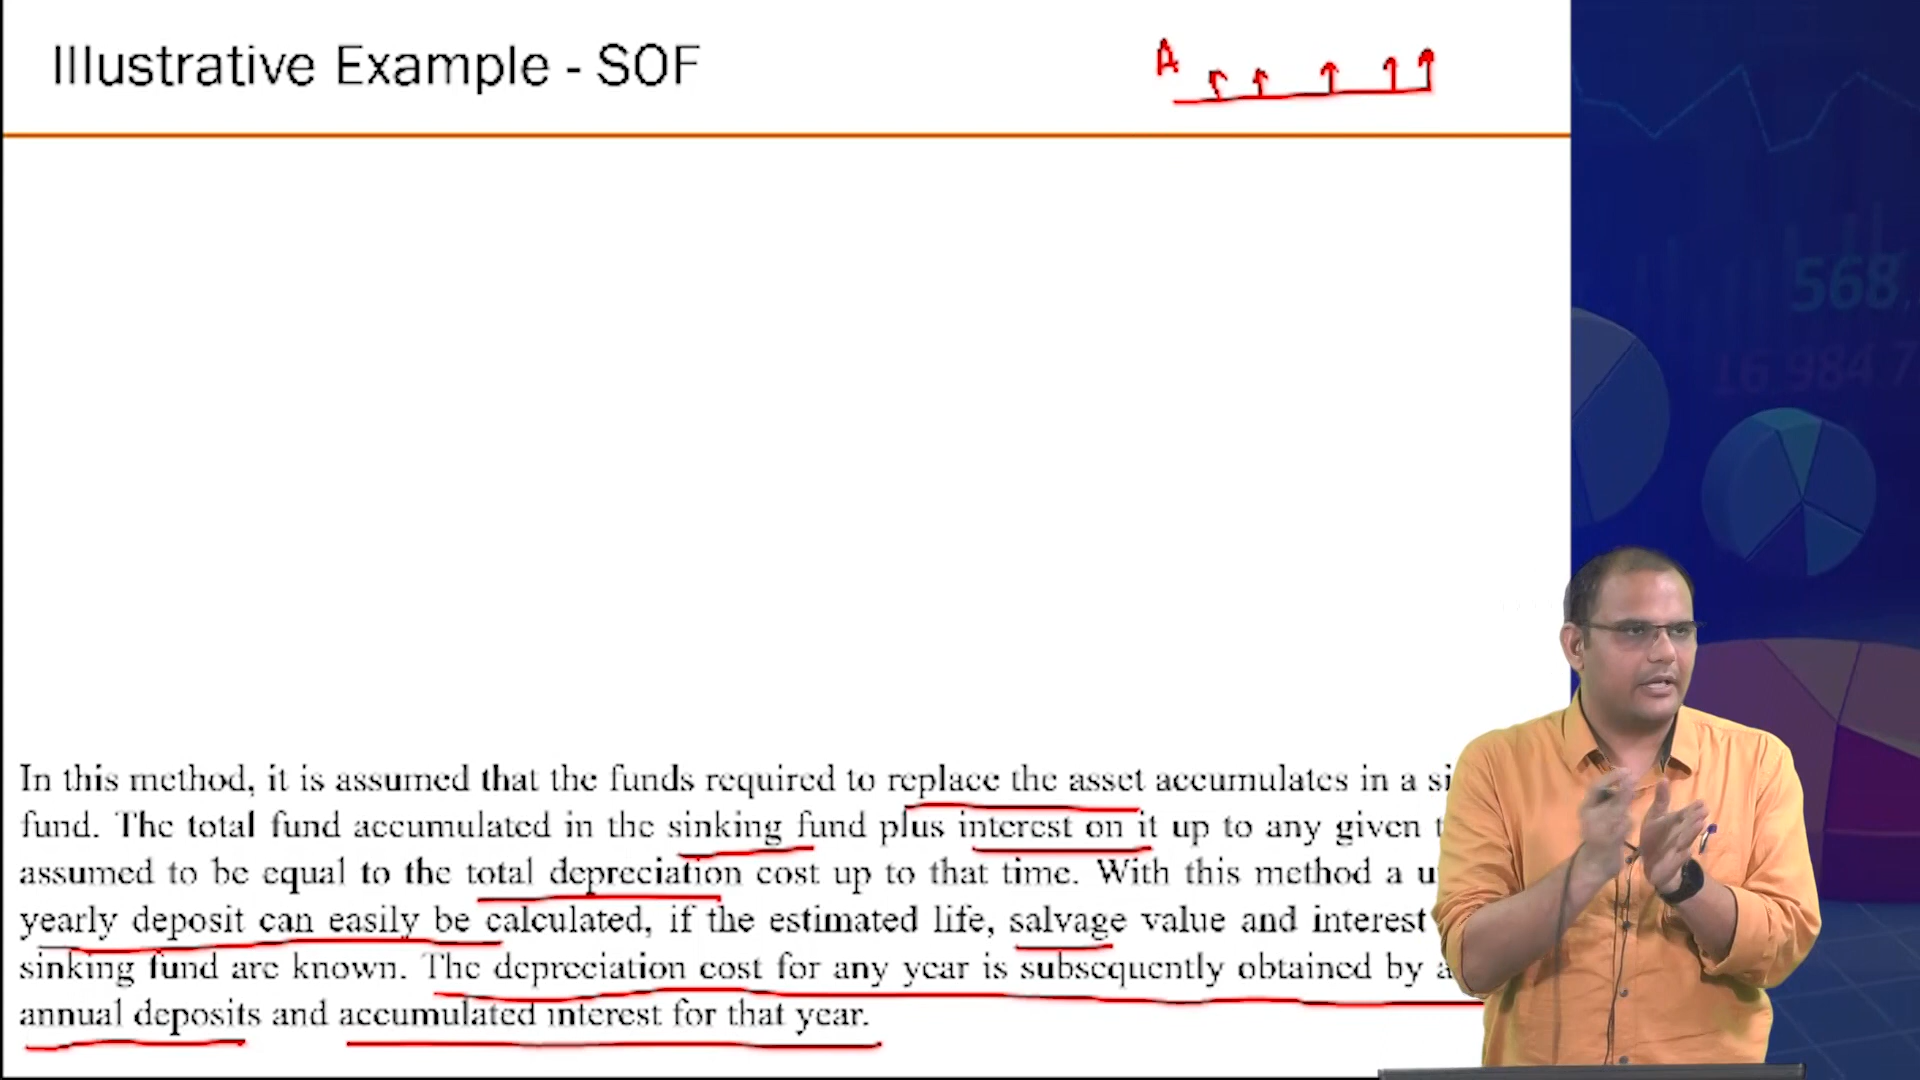 Illustrative Example - SOF
A
568
16,984.7
In this method, it is assumed that the funds required to replace the asset accumulates in a si
fund. The total fund accumulated in the sinking fund plus interest on it up to any given t
assumed to be equal to the total depreciation cost up to that time. With this method a u
yearly deposit can easily be calculated, if the estimated life, salvage value and interest
sinking fund are known. The depreciation cost for any year is subsequently obtained by a
annual deposits and accumulated interest for that year.